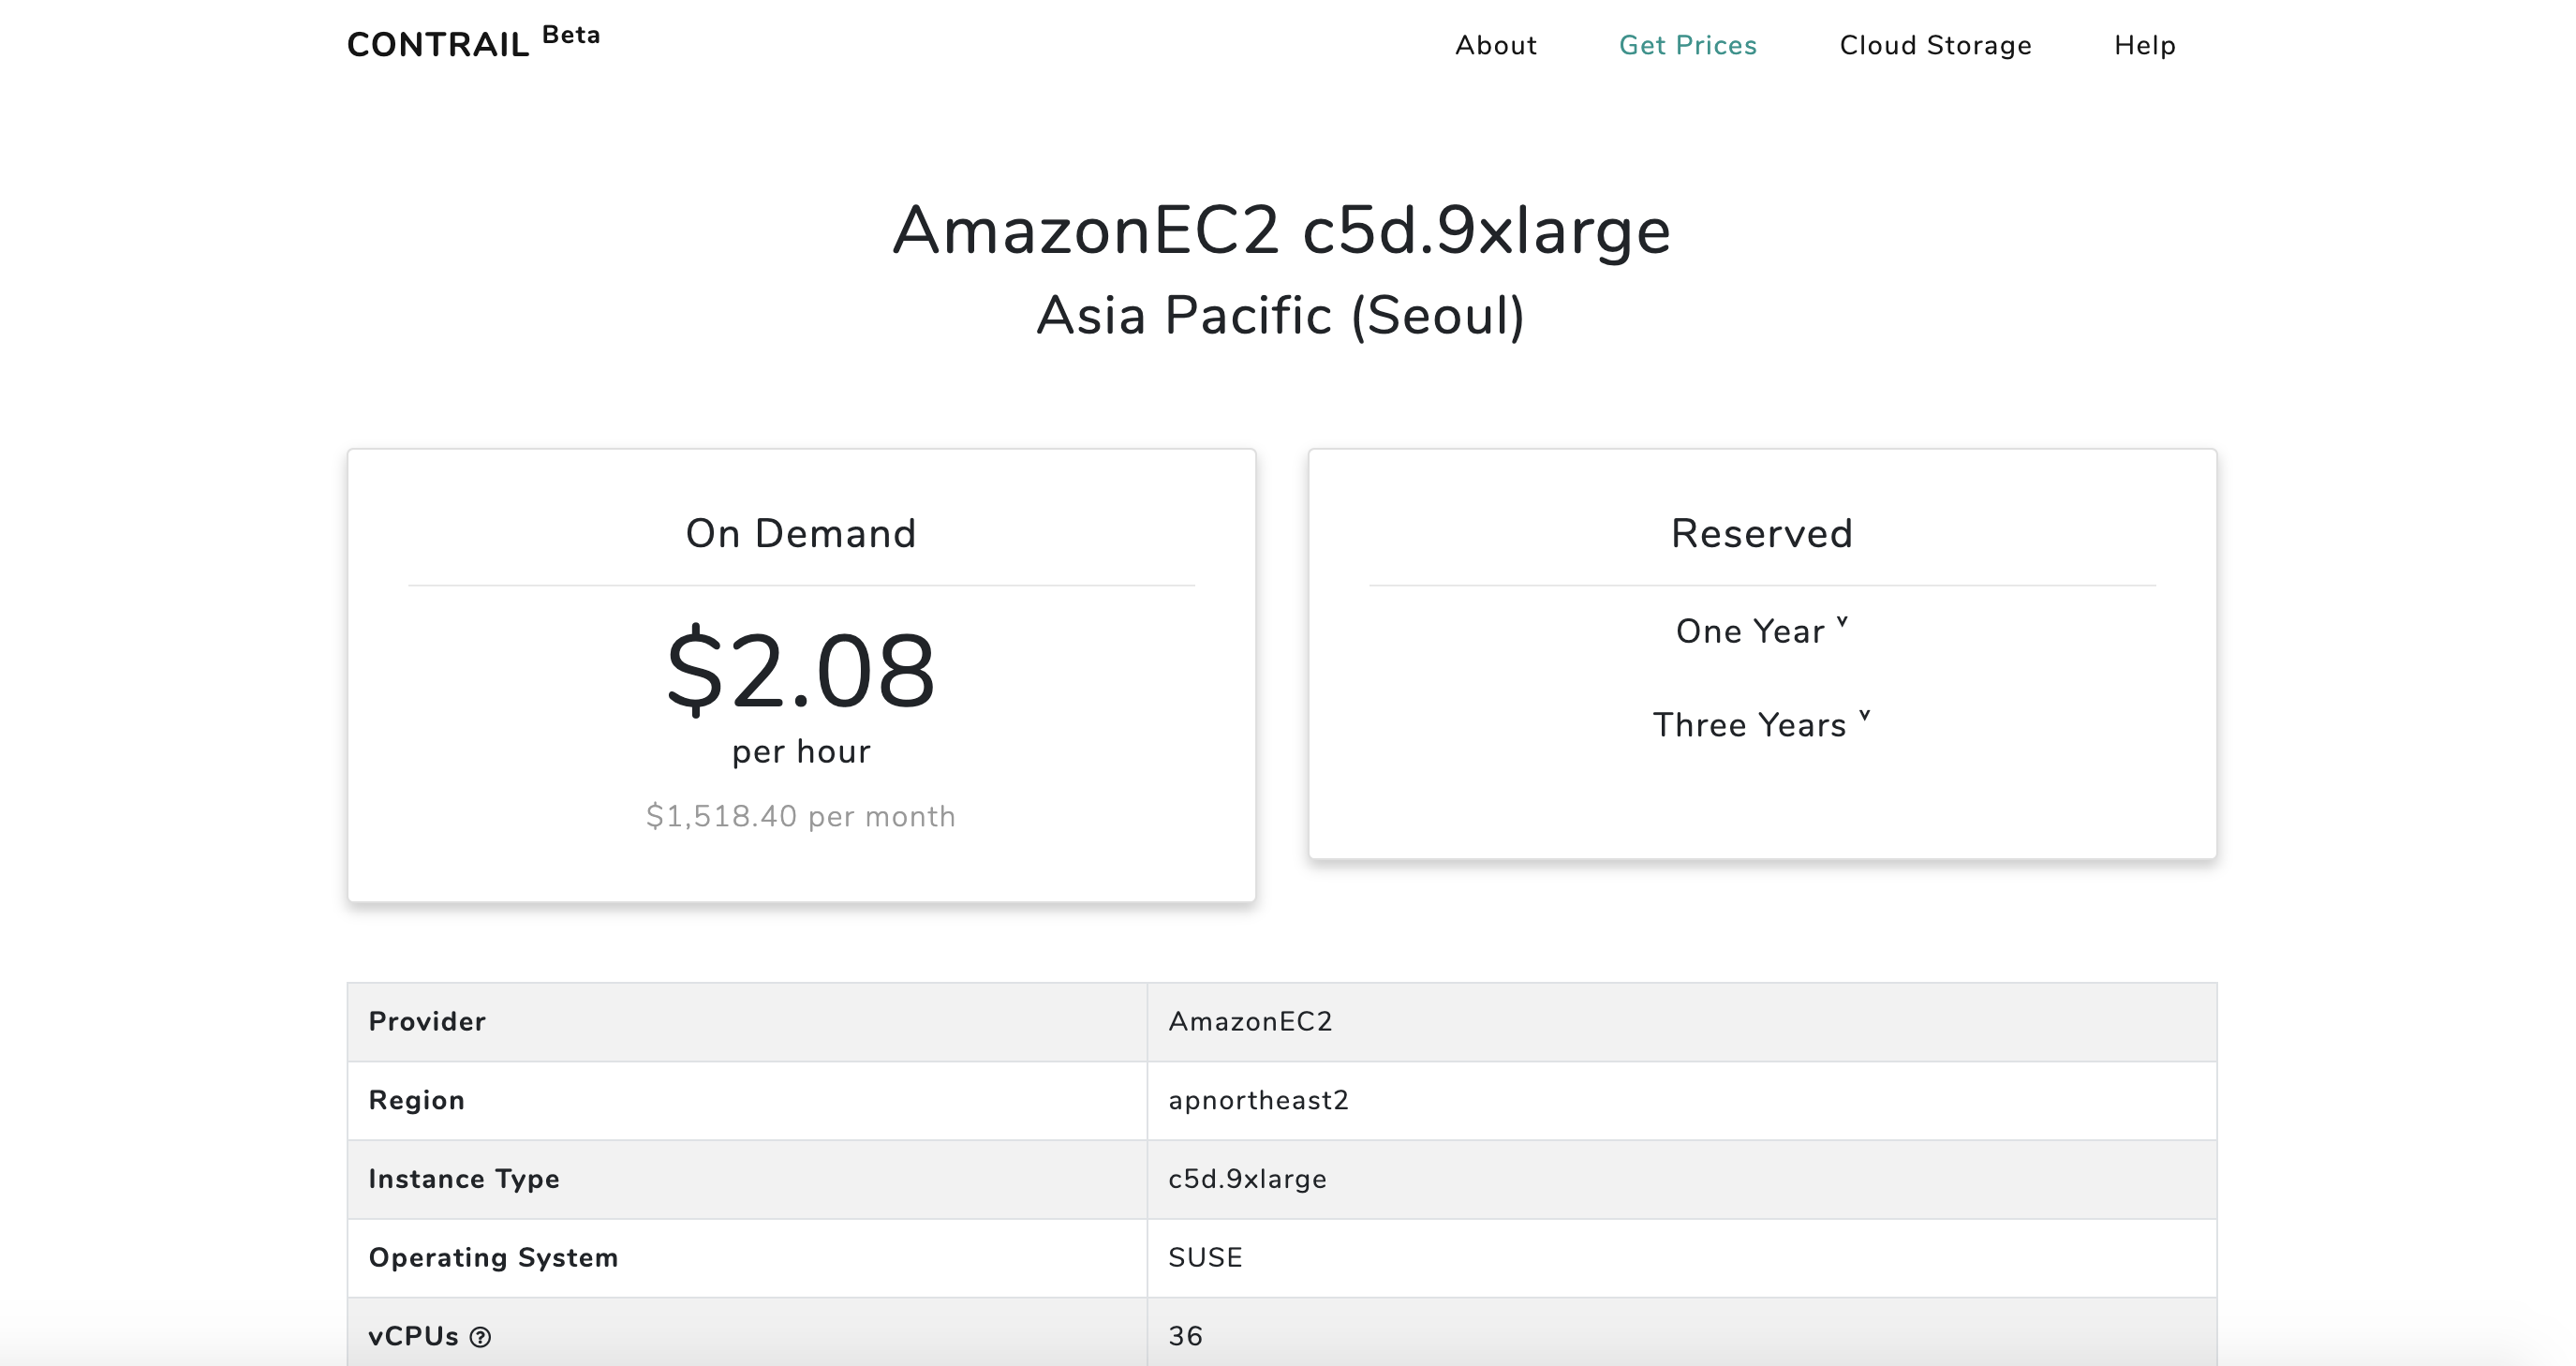 CONTRAIL Beta
About Get Prices Cloud Storage Help
AmazonEC2 c5d.9xlarge
Asia Pacific (Seoul)
On Demand
$2.08
per hour
$1,518.40 per month
Reserved
One Year v
Three Years v
Provider AmazonEC2
Region apnortheast2
Instance Type c5d.9xlarge
Operating System SUSE
vCPUs ? 36